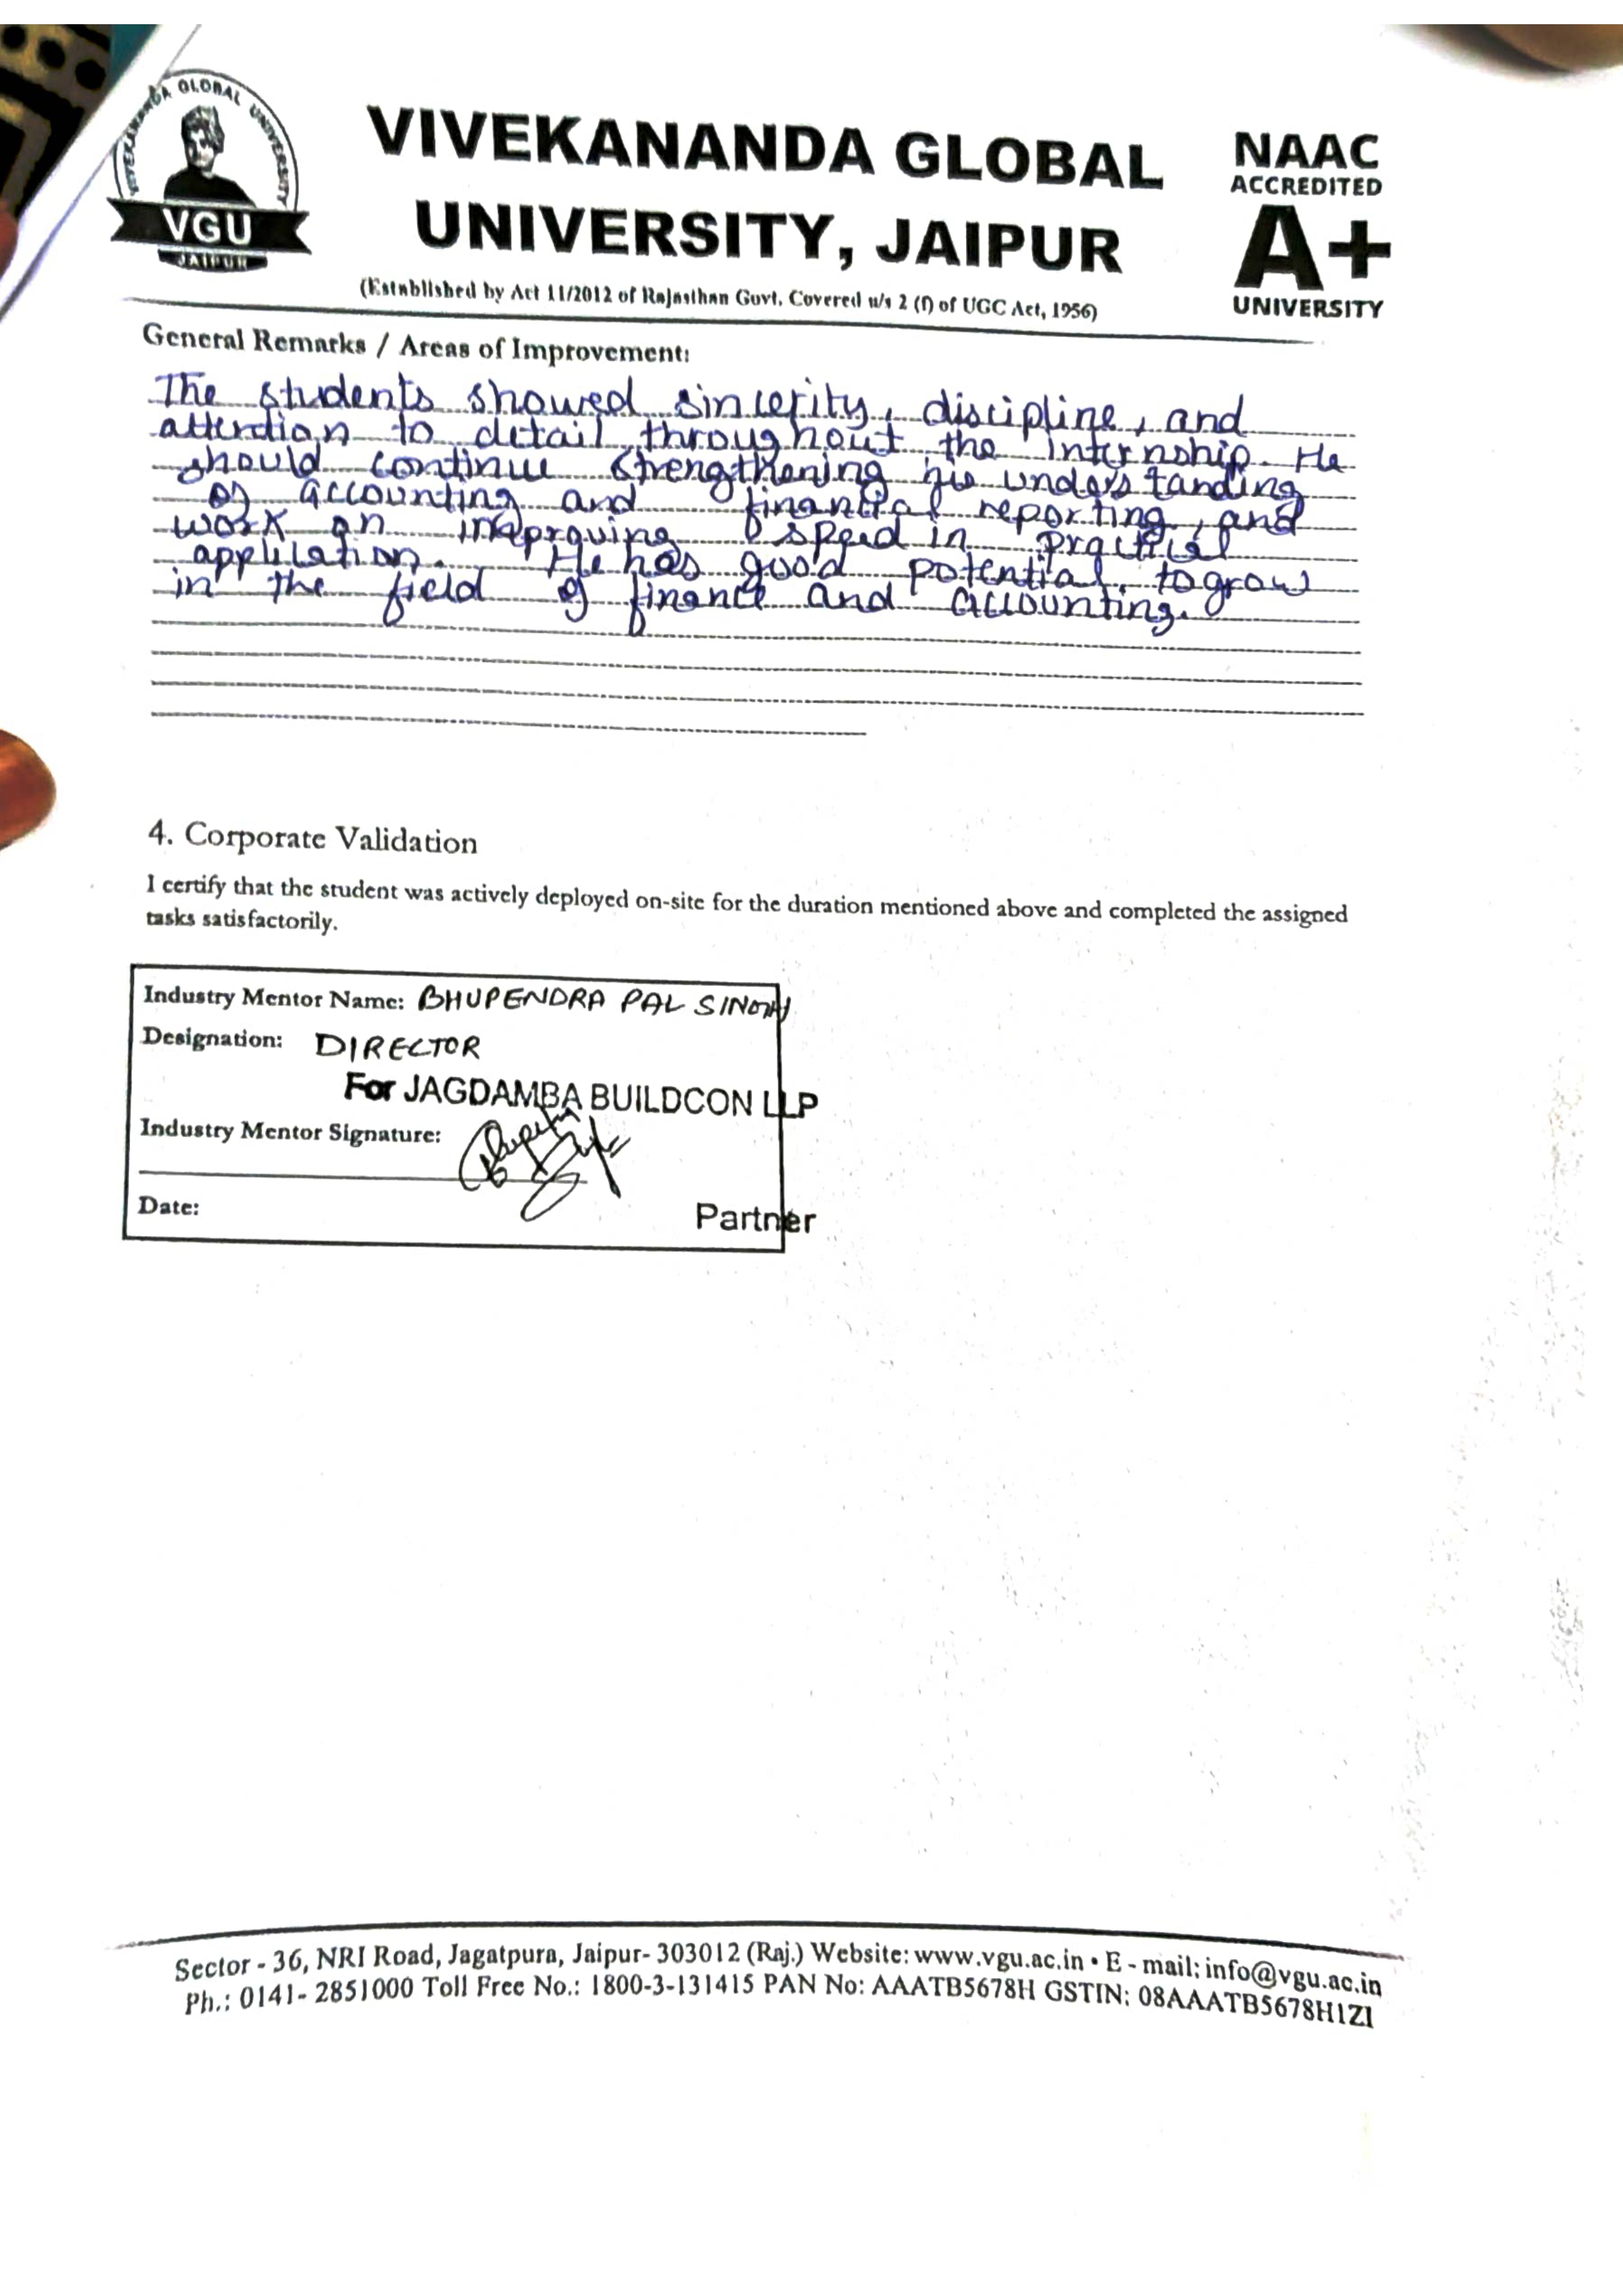 VIVEKANANDA GLOBAL UNIVERSITY
VGU
JAIPUR
VIVEKANANDA GLOBAL
UNIVERSITY, JAIPUR
(Established by Act 11/2012 of Rajasthan Govt. Covered u/s 2 (f) of UGC Act, 1956)
NAAC
ACCREDITED
A+
UNIVERSITY
General Remarks / Areas of Improvement:
The students showed sincerity, discipline, and
attention to detail throughout the internship. He
should continue strengthening his understanding
of accounting and financial reporting, and
work on improving speed in practical
application. He has good potential to grow
in the field of finance and accounting.
4. Corporate Validation
I certify that the student was actively deployed on-site for the duration mentioned above and completed the assigned
tasks satisfactorily.
Industry Mentor Name: BHUPENDRA PAL SINGH
Designation: DIRECTOR
For JAGDAMBA BUILDCON LLP
Industry Mentor Signature:
Date:
Partner
Sector - 36, NRI Road, Jagatpura, Jaipur- 303012 (Raj.) Website: www.vgu.ac.in • E - mail: info@vgu.ac.in
Ph.: 0141- 2851000 Toll Free No.: 1800-3-131415 PAN No: AAATB5678H GSTIN: 08AAATB5678H1ZI